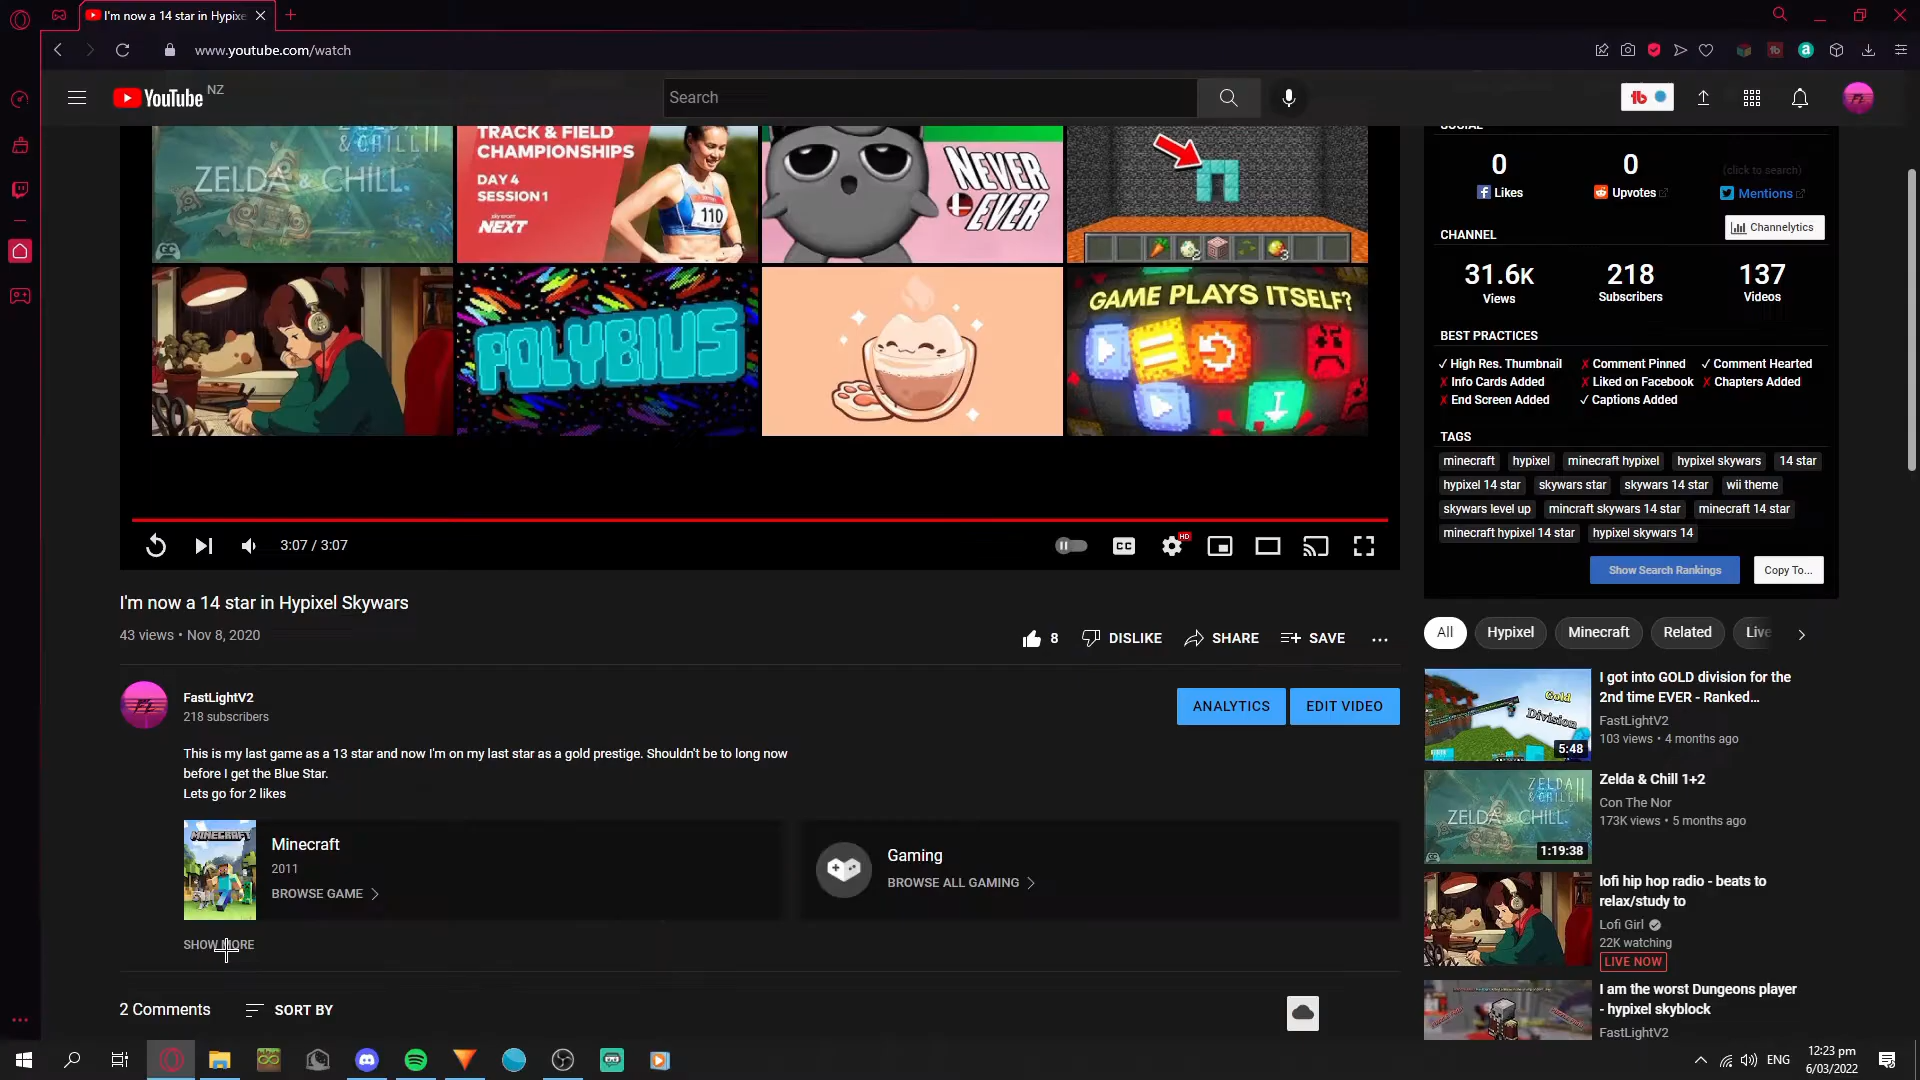 I'm now a 14 star in Hypixe
www.youtube.com/watch
YouTube NZ
Search
ZELDA & CHILL
TRACK & FIELD
CHAMPIONSHIPS
DAY 4
SESSION 1
NEXT
110
NEVER
EVER
2
3
POLYBIUS
GAME PLAYS ITSELF?
3:07 / 3:07
CC
HD
I'm now a 14 star in Hypixel Skywars
43 views • Nov 8, 2020
8
DISLIKE
SHARE
SAVE
FastLightV2
218 subscribers
ANALYTICS
EDIT VIDEO
This is my last game as a 13 star and now I'm on my last star as a gold prestige. Shouldn't be to long now
before I get the Blue Star.
Lets go for 2 likes
MINECRAFT
Minecraft
2011
BROWSE GAME
Gaming
BROWSE ALL GAMING
SHOW MORE
2 Comments
SORT BY
SOCIAL
0
Likes
0
Upvotes
(click to search)
Mentions
CHANNEL
Channelytics
31.6K
Views
218
Subscribers
137
Videos
BEST PRACTICES
✓ High Res. Thumbnail ✗ Comment Pinned ✓ Comment Hearted
✗ Info Cards Added ✗ Liked on Facebook ✗ Chapters Added
✗ End Screen Added ✓ Captions Added
TAGS
minecraft hypixel minecraft hypixel hypixel skywars 14 star
hypixel 14 star skywars star skywars 14 star wii theme
skywars level up mincraft skywars 14 star minecraft 14 star
minecraft hypixel 14 star hypixel skywars 14
Show Search Rankings
Copy To...
All Hypixel Minecraft Related Live
Gold
Division
5:48
I got into GOLD division for the
2nd time EVER - Ranked...
FastLightV2
103 views • 4 months ago
ZELDA II
& CHILL
ZELDA & CHILL
1:19:38
Zelda & Chill 1+2
Con The Nor
173K views • 5 months ago
lofi hip hop radio - beats to
relax/study to
Lofi Girl
22K watching
LIVE NOW
I am the worst Dungeons player
- hypixel skyblock
FastLightV2
ENG
12:23 pm
6/03/2022